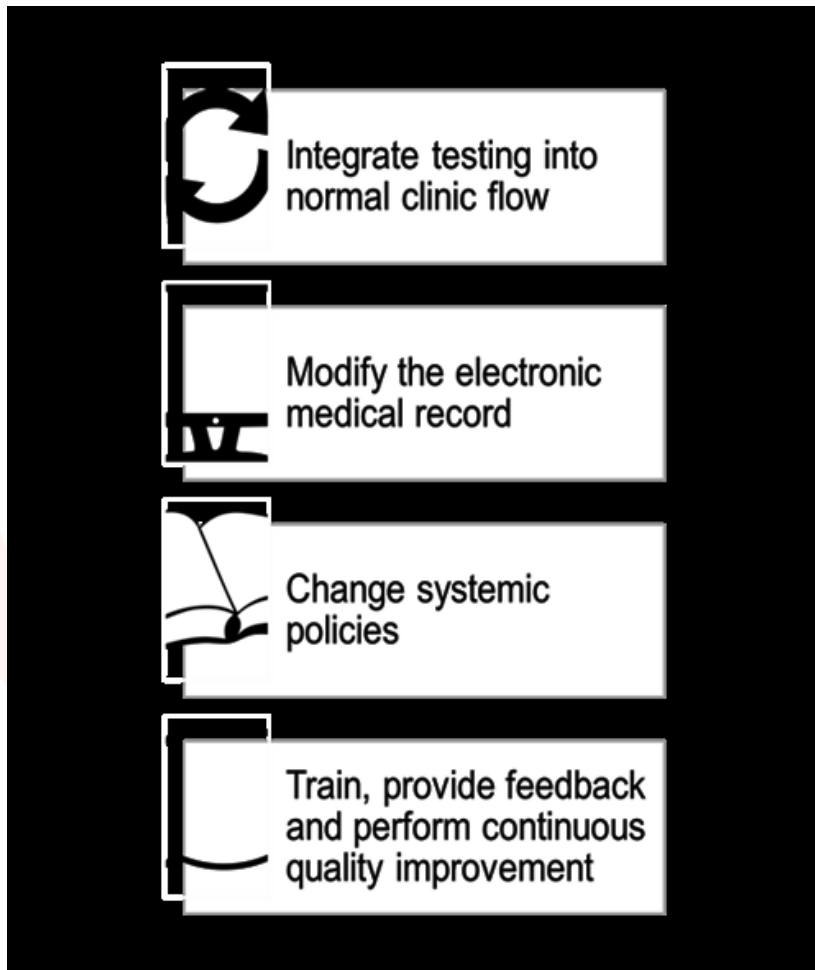 Integrate testing into
normal clinic flow
Modify the electronic
medical record
Change systemic
policies
Train, provide feedback
and perform continuous
quality improvement